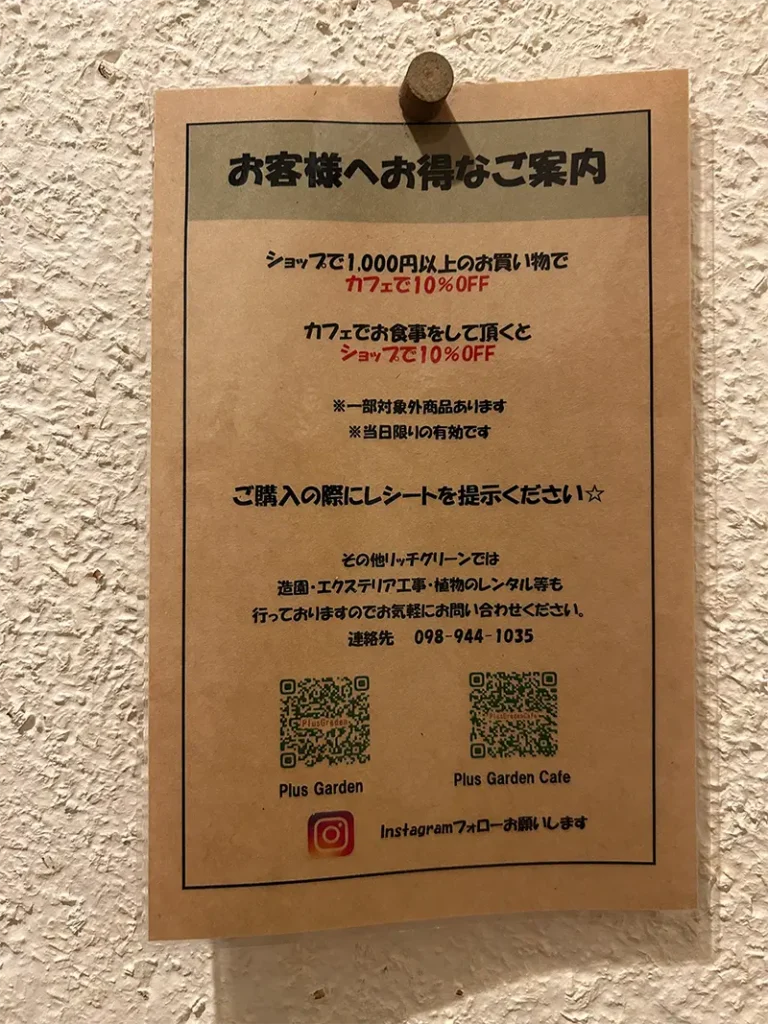 お客様へお得なご案内
ショップで1,000円以上のお買い物で
カフェで10%OFF
カフェでお食事をして頂くと
ショップで10%OFF
※一部対象外商品あります
※当日限りの有効です
ご購入の際にレシートを提示ください☆
その他リッチグリーンでは
造園・エクステリア工事・植物のレンタル等も
行っておりますのでお気軽にお問い合わせください。
連絡先 098-944-1035
PlusGraden PlusGardenCafe
Plus Garden Plus Garden Cafe
Instagramフォローお願いします